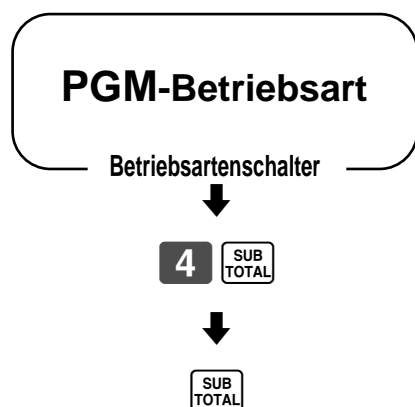 PGM-Betriebsart
Betriebsartenschalter
4 SUB TOTAL
SUB TOTAL